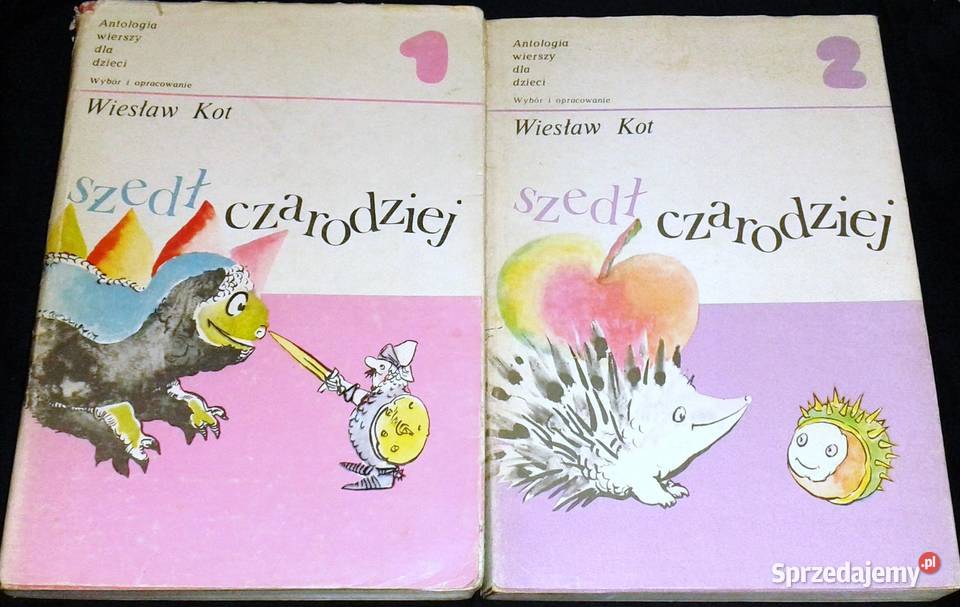 Antologia
wierszy
dla
dzieci
1
Wybór i opracowanie
Wiesław Kot
szedł czarodziej
Antologia
wierszy
dla
dzieci
2
Wybór i opracowanie
Wiesław Kot
szedł czarodziej
Sprzedajemy.pl